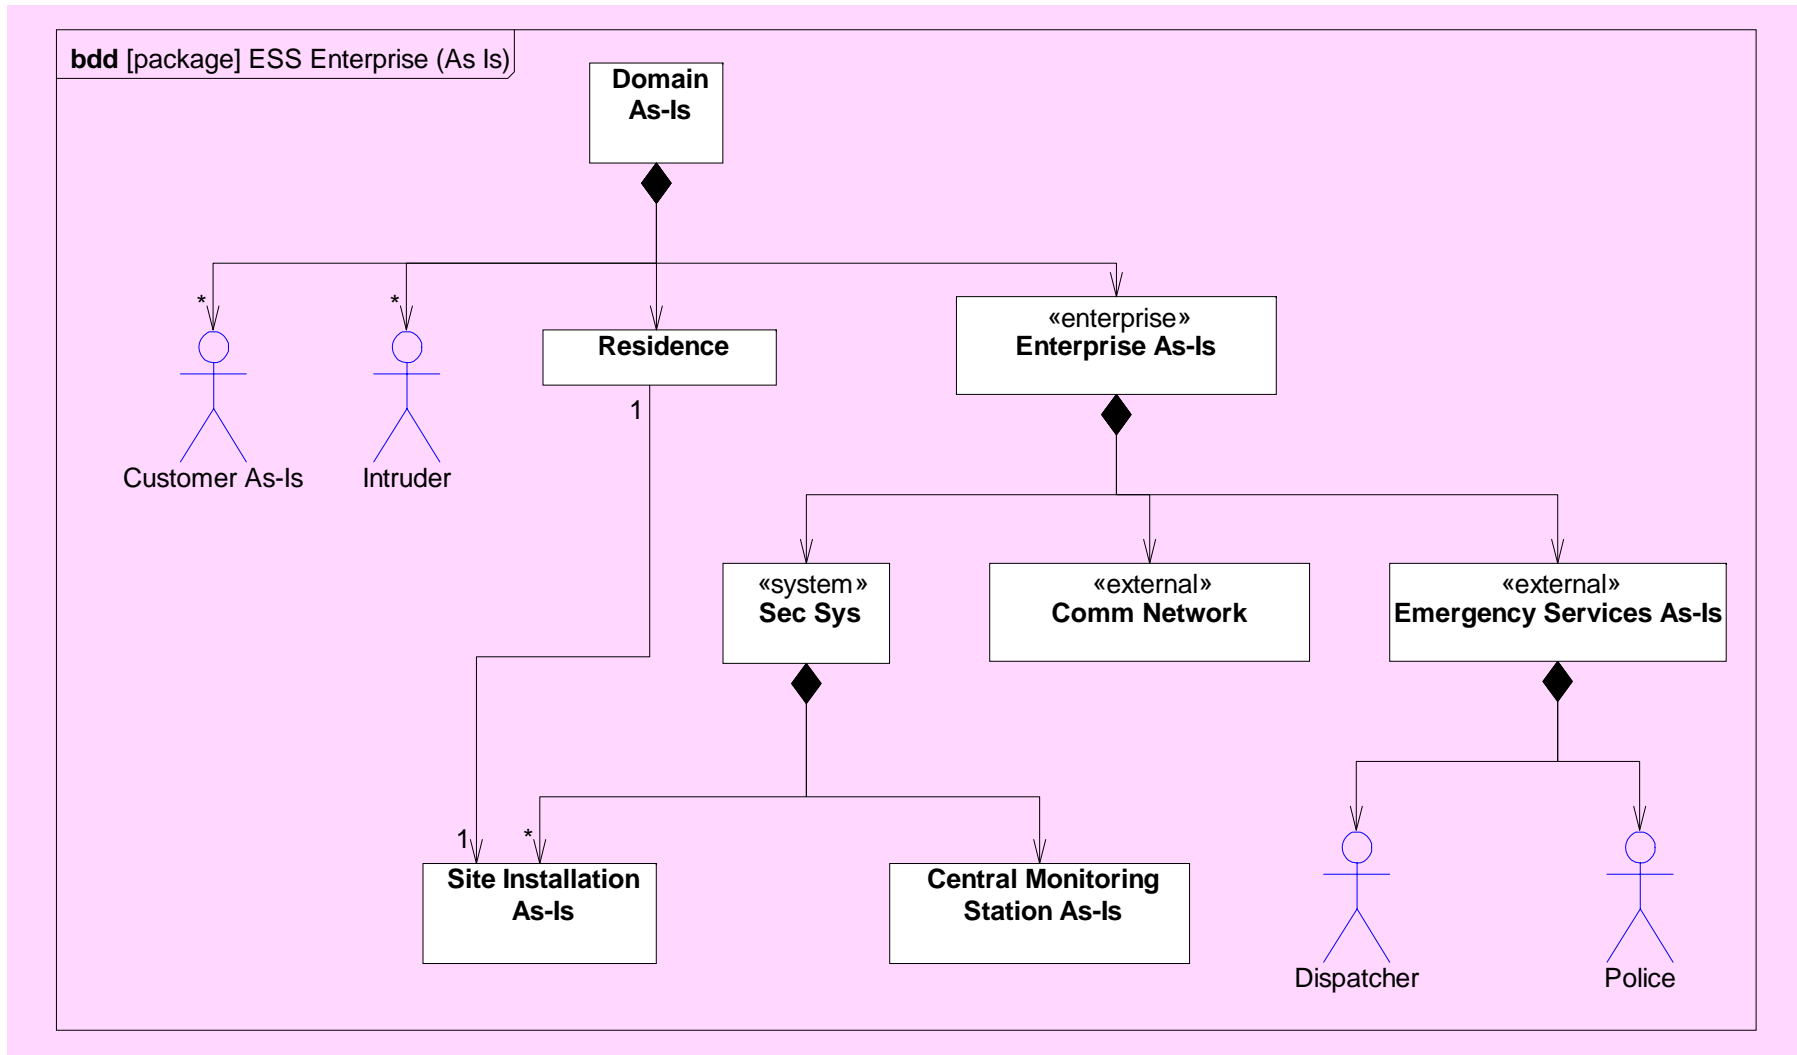 bdd [package] ESS Enterprise (As Is)
Domain
As-Is
*
*
«enterprise»
Enterprise As-Is
Residence
1
Customer As-Is
Intruder
«system»
Sec Sys
«external»
Comm Network
«external»
Emergency Services As-Is
1
*
Site Installation
As-Is
Central Monitoring
Station As-Is
Dispatcher
Police